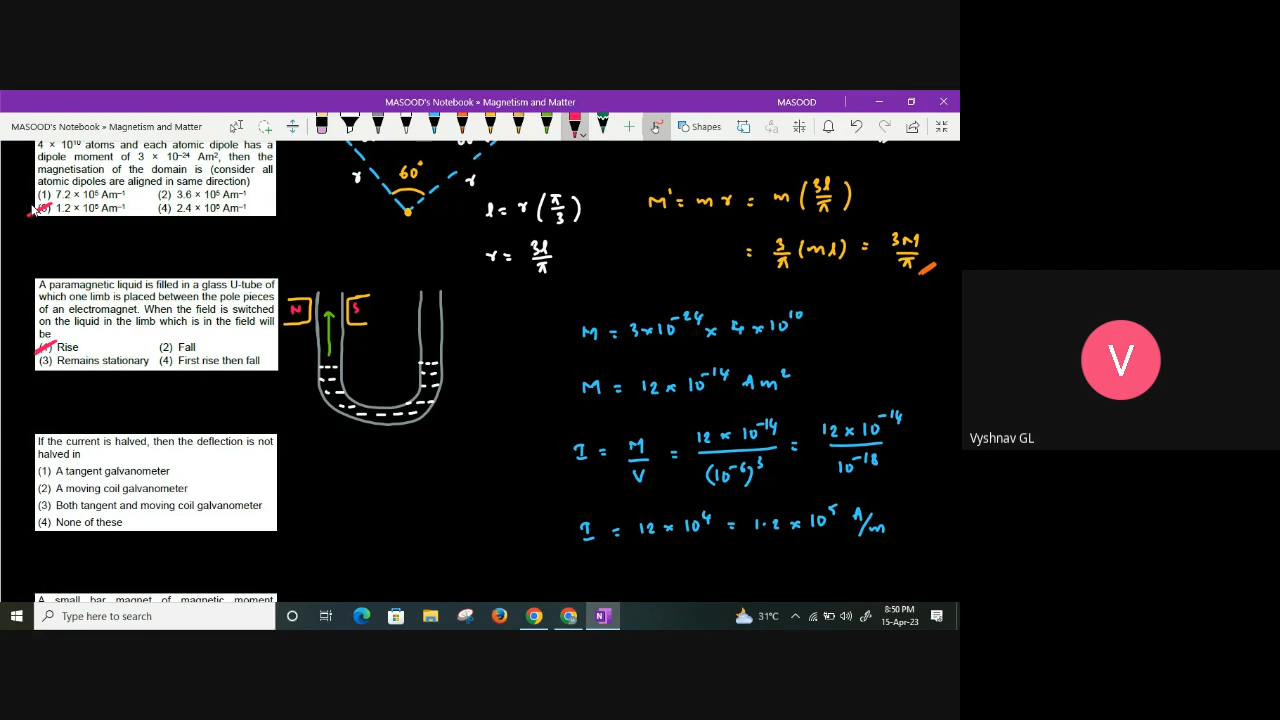 MASOOD's Notebook » Magnetism and Matter
MASOOD
MASOOD's Notebook » Magnetism and Matter
Shapes
4 × 10¹⁰ atoms and each atomic dipole has a
dipole moment of 3 × 10⁻²⁴ Am², then the
magnetisation of the domain is (consider all
atomic dipoles are aligned in same direction)
(1) 7.2 × 10⁵ Am⁻¹ (2) 3.6 × 10⁵ Am⁻¹
(3) 1.2 × 10⁵ Am⁻¹ (4) 2.4 × 10⁵ Am⁻¹
60°
r r
l = r (π/3)
r = 3l/π
M' = m r = m (3l/π)
= 3/π (ml) = 3M/π
A paramagnetic liquid is filled in a glass U-tube of
which one limb is placed between the pole pieces
of an electromagnet. When the field is switched
on the liquid in the limb which is in the field will
be
(1) Rise (2) Fall
(3) Remains stationary (4) First rise then fall
N S
M = 3×10⁻²⁴ × 4×10¹⁰
M = 12 × 10⁻¹⁴ Am²
I = M/V = 12 × 10⁻¹⁴/(10⁻⁶)³ = 12 × 10⁻¹⁴/10⁻¹⁸
I = 12 × 10⁴ = 1.2 × 10⁵ A/m
If the current is halved, then the deflection is not
halved in
(1) A tangent galvanometer
(2) A moving coil galvanometer
(3) Both tangent and moving coil galvanometer
(4) None of these
A small bar magnet of magnetic moment
V
Vyshnav GL
Type here to search
31°C
8:50 PM
15-Apr-23